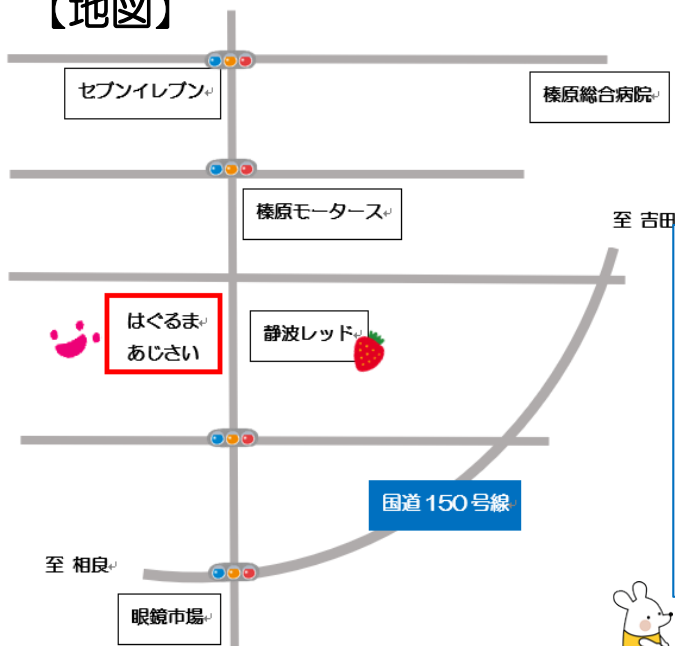 【地図】
セブンイレブン
榛原総合病院
榛原モータース
至 吉田
はぐるま
あじさい
静波レッド
国道150号線
至 相良
眼鏡市場